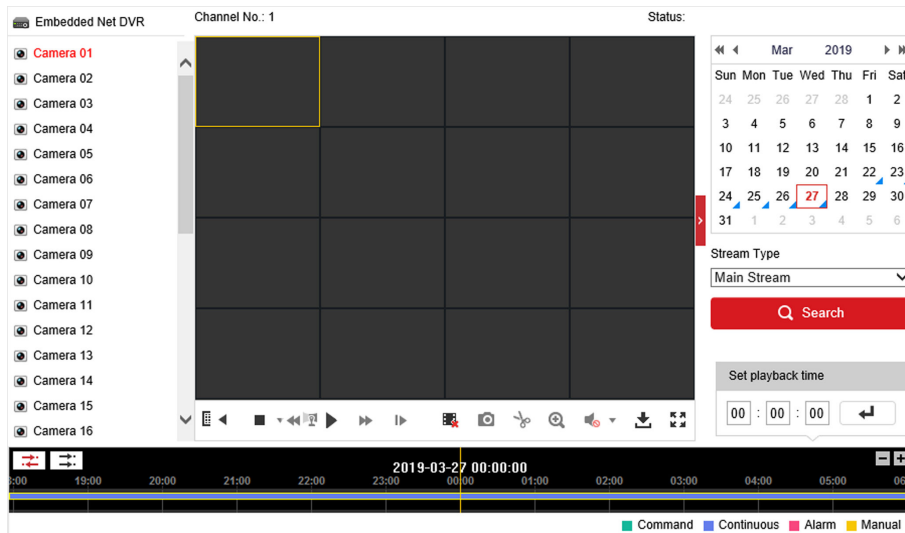 Embedded Net DVR
Channel No.: 1
Status:
Camera 01
Camera 02
Camera 03
Camera 04
Camera 05
Camera 06
Camera 07
Camera 08
Camera 09
Camera 10
Camera 11
Camera 12
Camera 13
Camera 14
Camera 15
Camera 16
Mar 2019
Sun Mon Tue Wed Thu Fri Sat
24 25 26 27 28 1 2
3 4 5 6 7 8 9
10 11 12 13 14 15 16
17 18 19 20 21 22 23
24 25 26 27 28 29 30
31 1 2 3 4 5 6
Stream Type
Main Stream
Search
Set playback time
00 : 00 : 00
2019-03-27 00:00:00
:00 19:00 20:00 21:00 22:00 23:00 00:00 01:00 02:00 03:00 04:00 05:00 06
Command Continuous Alarm Manual